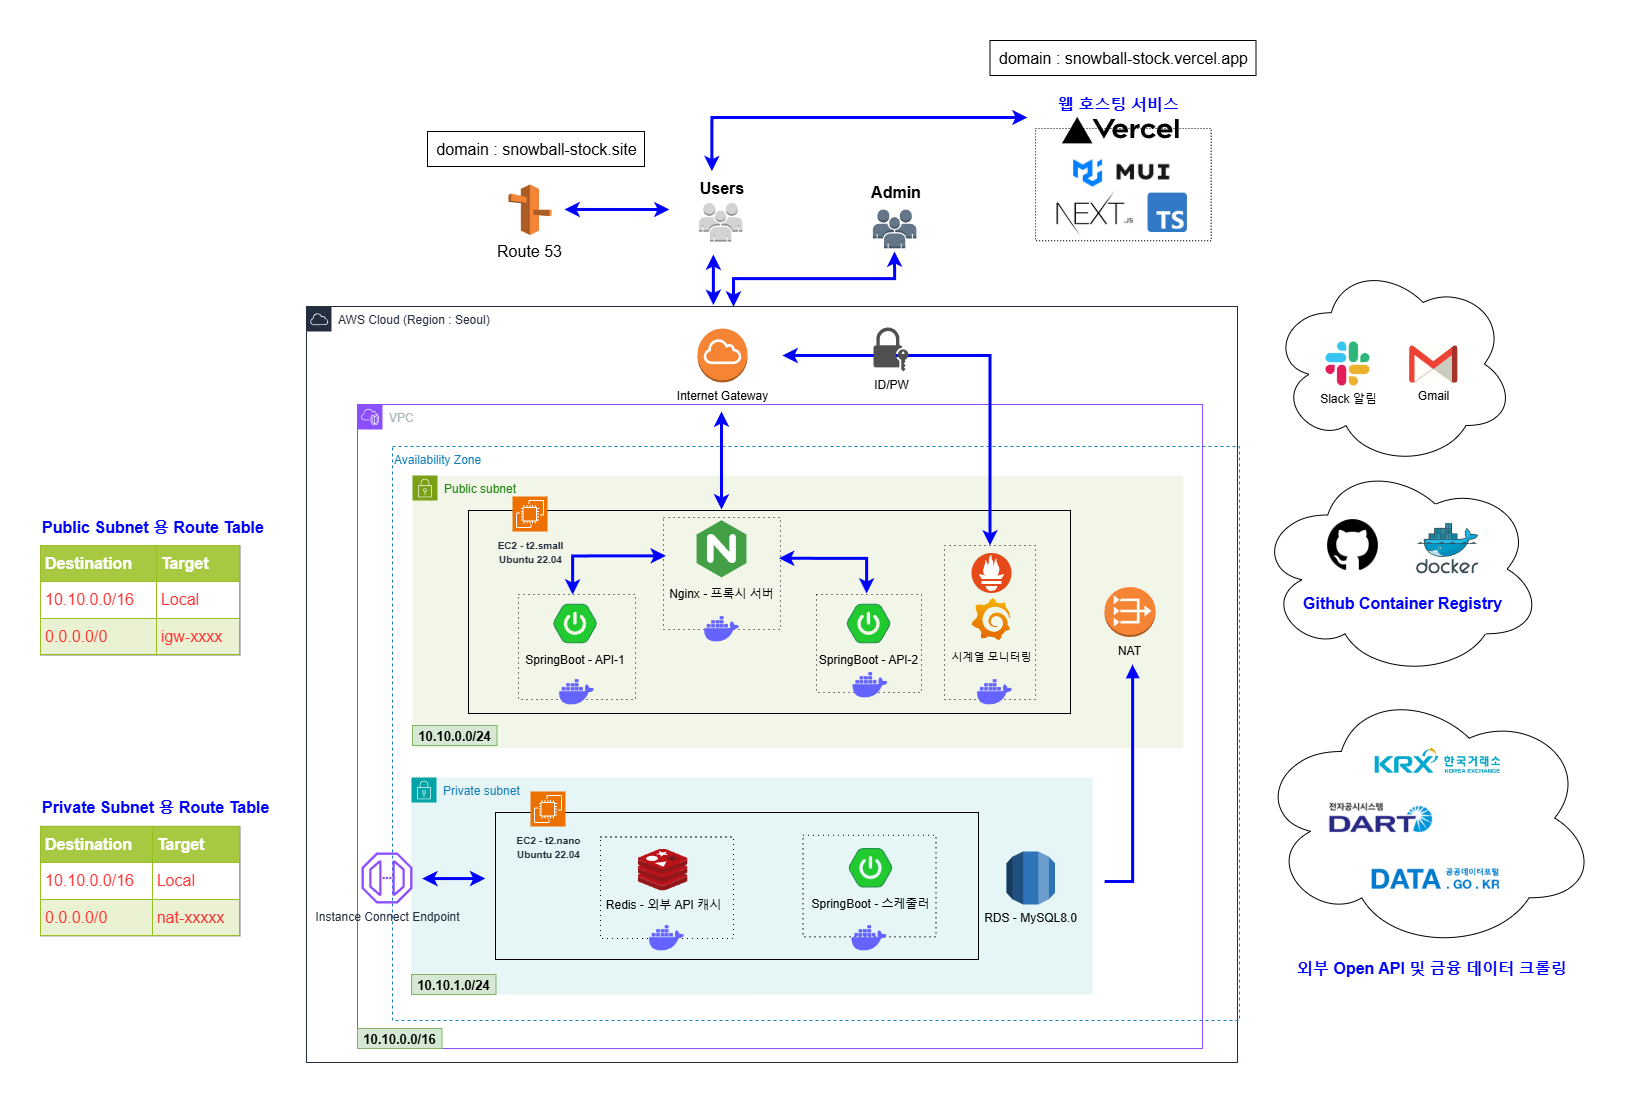 domain : snowball-stock.vercel.app
웹 호스팅 서비스
Vercel
MUI
NEXT.JS
TS
domain : snowball-stock.site
Route 53
Users
Admin
AWS Cloud (Region : Seoul)
Internet Gateway
ID/PW
VPC
Availability Zone
Public subnet
EC2 - t2.small
Ubuntu 22.04
N
Nginx - 프록시 서버
SpringBoot - API-1
SpringBoot - API-2
시계열 모니터링
NAT
10.10.0.0/24
Private subnet
EC2 - t2.nano
Ubuntu 22.04
Redis - 외부 API 캐시
SpringBoot - 스케줄러
RDS - MySQL8.0
Instance Connect Endpoint
10.10.1.0/24
10.10.0.0/16
Public Subnet 용 Route Table
Destination Target
10.10.0.0/16 Local
0.0.0.0/0 igw-xxxx
Private Subnet 용 Route Table
Destination Target
10.10.0.0/16 Local
0.0.0.0/0 nat-xxxxx
Slack 알림
Gmail
docker
Github Container Registry
KRX 한국거래소
KOREA EXCHANGE
전자공시시스템
DART
DATA 공공데이터포털
.GO.KR
외부 Open API 및 금융 데이터 크롤링